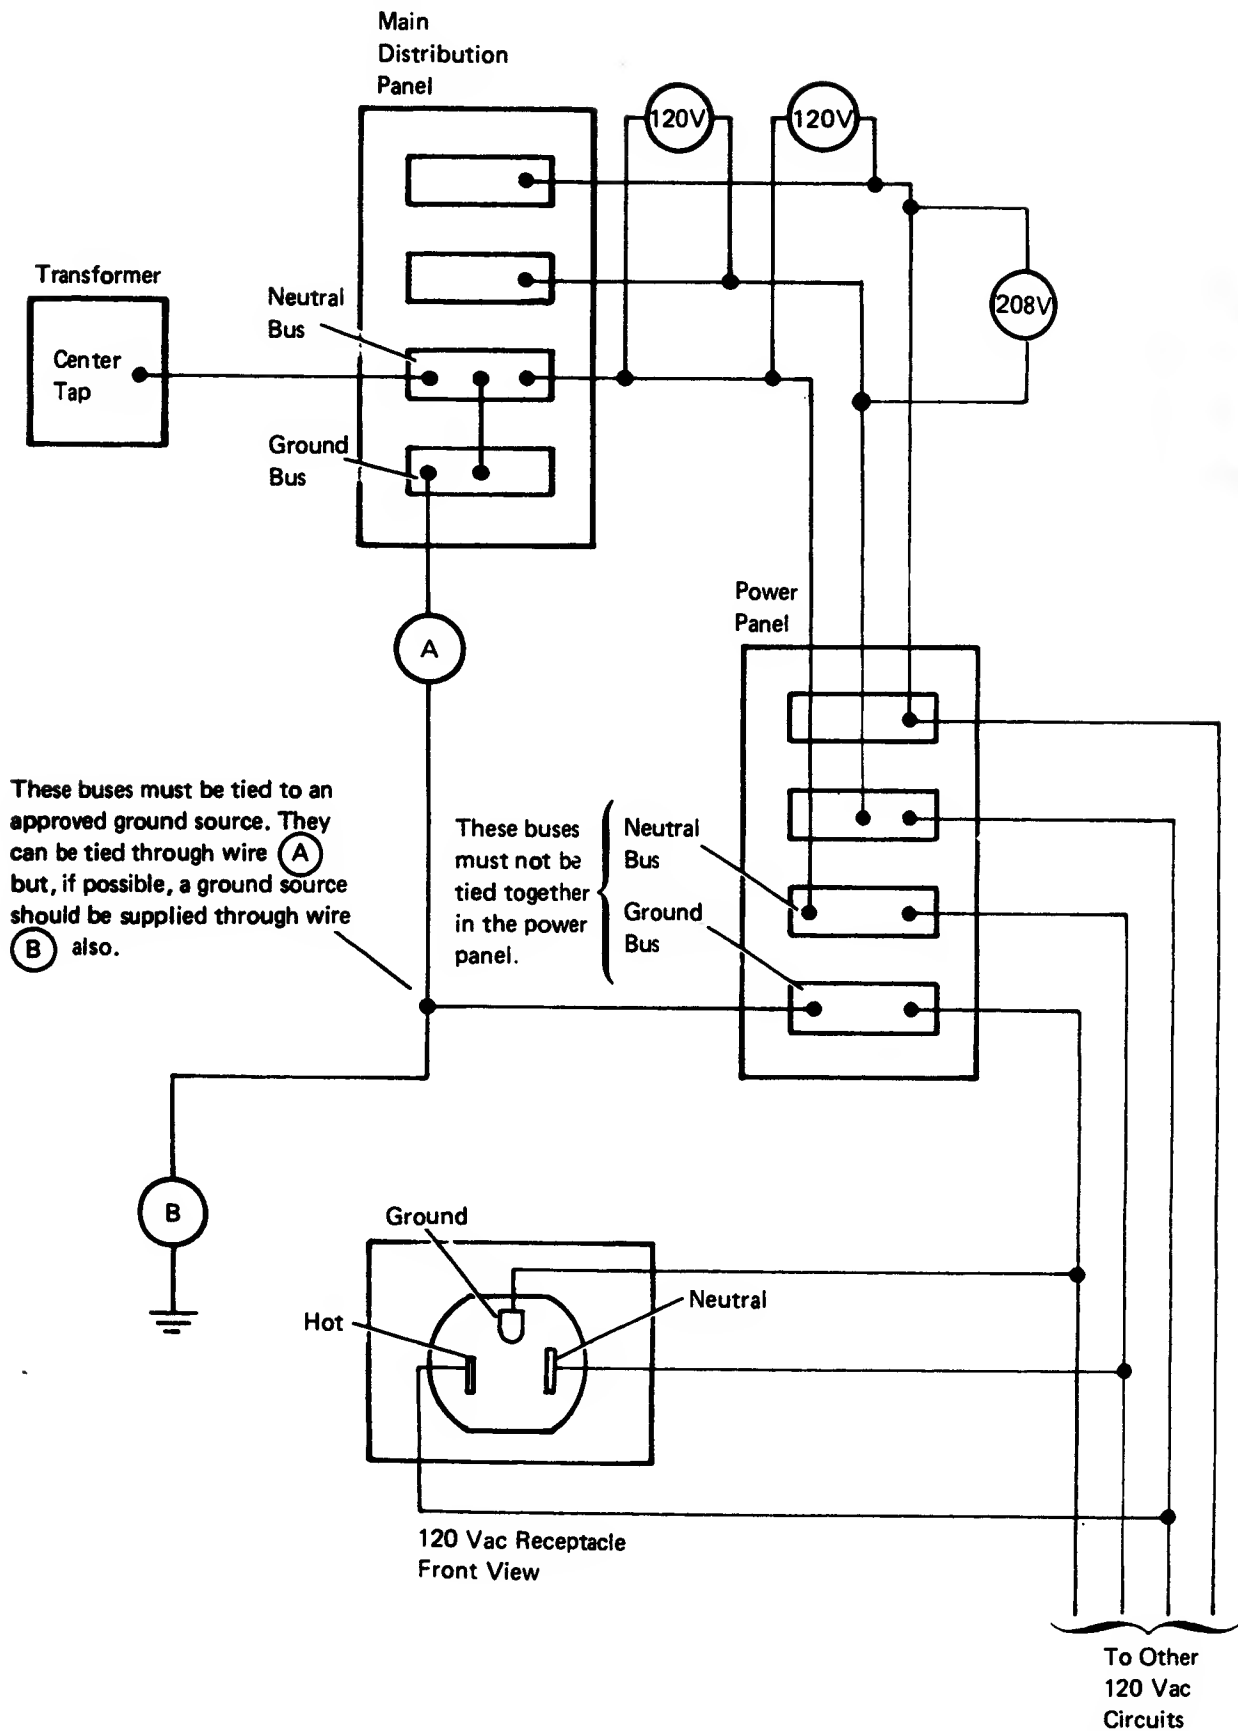 Main
Distribution
Panel
120V
120V
Transformer
Neutral
Bus
208V
Center
Tap
Ground
Bus
Power
Panel
A
These buses must be tied to an
approved ground source. They
can be tied through wire A
but, if possible, a ground source
should be supplied through wire
B also.
These buses
must not be
tied together
in the power
panel.
Neutral
Bus
Ground
Bus
B
Ground
Neutral
Hot
120 Vac Receptacle
Front View
To Other
120 Vac
Circuits